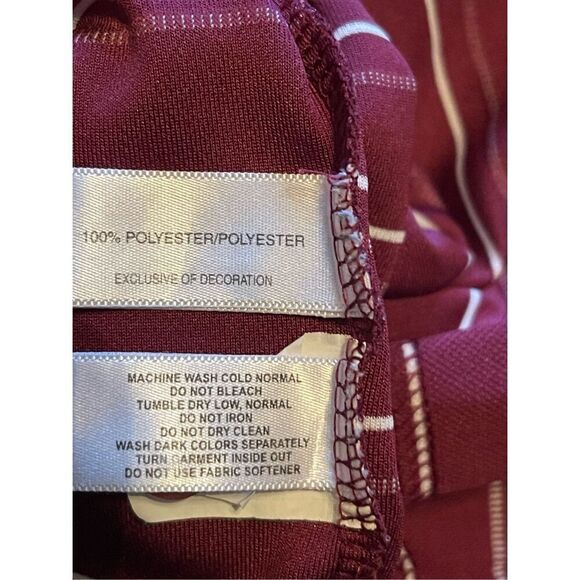 100% POLYESTER/POLYESTER
EXCLUSIVE OF DECORATION
MACHINE WASH COLD NORMAL
DO NOT BLEACH
TUMBLE DRY LOW, NORMAL
DO NOT IRON
DO NOT DRY CLEAN
WASH DARK COLORS SEPARATELY
TURN GARMENT INSIDE OUT
DO NOT USE FABRIC SOFTENER